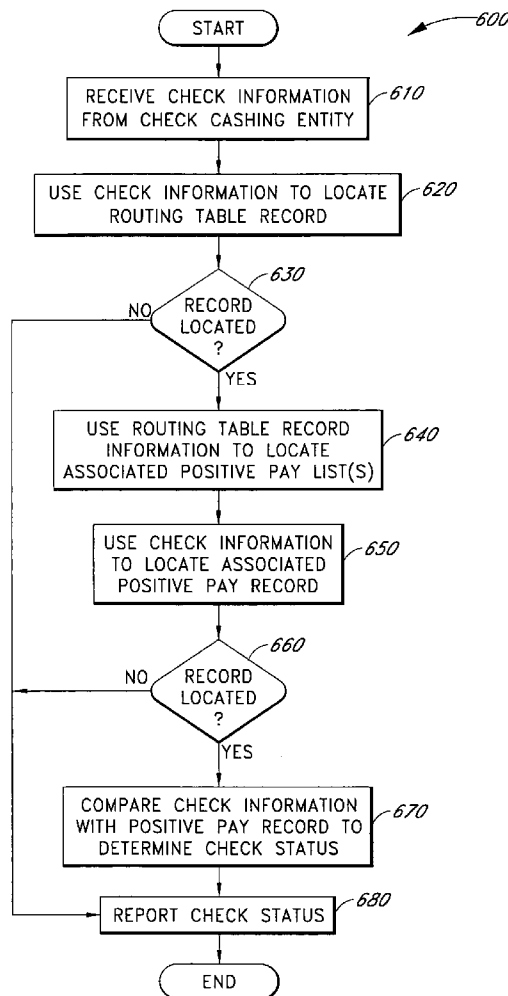 START
600
RECEIVE CHECK INFORMATION
FROM CHECK CASHING ENTITY
610
USE CHECK INFORMATION TO LOCATE
ROUTING TABLE RECORD
620
630
NO
RECORD
LOCATED
?
YES
USE ROUTING TABLE RECORD
INFORMATION TO LOCATE
ASSOCIATED POSITIVE PAY LIST(S)
640
USE CHECK INFORMATION
TO LOCATE ASSOCIATED
POSITIVE PAY RECORD
650
660
NO
RECORD
LOCATED
?
YES
COMPARE CHECK INFORMATION
WITH POSITIVE PAY RECORD TO
DETERMINE CHECK STATUS
670
REPORT CHECK STATUS
680
END